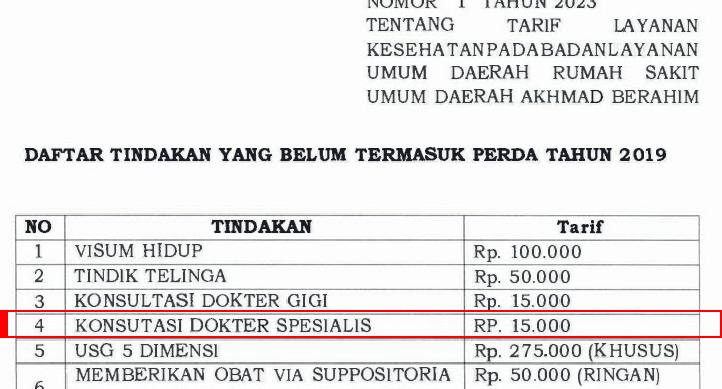 NOMOR 1 TAHUN 2023
TENTANG TARIF LAYANAN
KESEHATANPADABADANLAYANAN
UMUM DAERAH RUMAH SAKIT
UMUM DAERAH AKHMAD BERAHIM
DAFTAR TINDAKAN YANG BELUM TERMASUK PERDA TAHUN 2019
NO TINDAKAN Tarif
1 VISUM HIDUP Rp. 100.000
2 TINDIK TELINGA Rp. 50.000
3 KONSULTASI DOKTER GIGI Rp. 15.000
4 KONSUTASI DOKTER SPESIALIS RP. 15.000
5 USG 5 DIMENSI Rp. 275.000 (KHUSUS)
6 MEMBERIKAN OBAT VIA SUPPOSITORIA Rp. 50.000 (RINGAN)